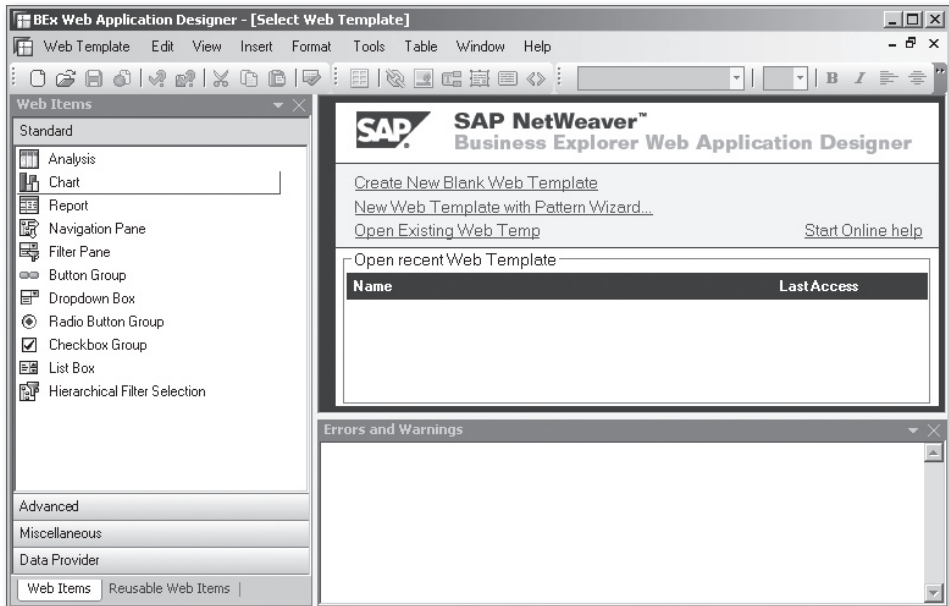 BEx Web Application Designer - [Select Web Template]
Web Template Edit View Insert Format Tools Table Window Help
B I
Web Items
Standard
Analysis
Chart
Report
Navigation Pane
Filter Pane
Button Group
Dropdown Box
Radio Button Group
Checkbox Group
List Box
Hierarchical Filter Selection
Advanced
Miscellaneous
Data Provider
Web Items Reusable Web Items
SAP
SAP NetWeaver™
Business Explorer Web Application Designer
Create New Blank Web Template
New Web Template with Pattern Wizard...
Open Existing Web Temp Start Online help
Open recent Web Template
Name Last Access
Errors and Warnings